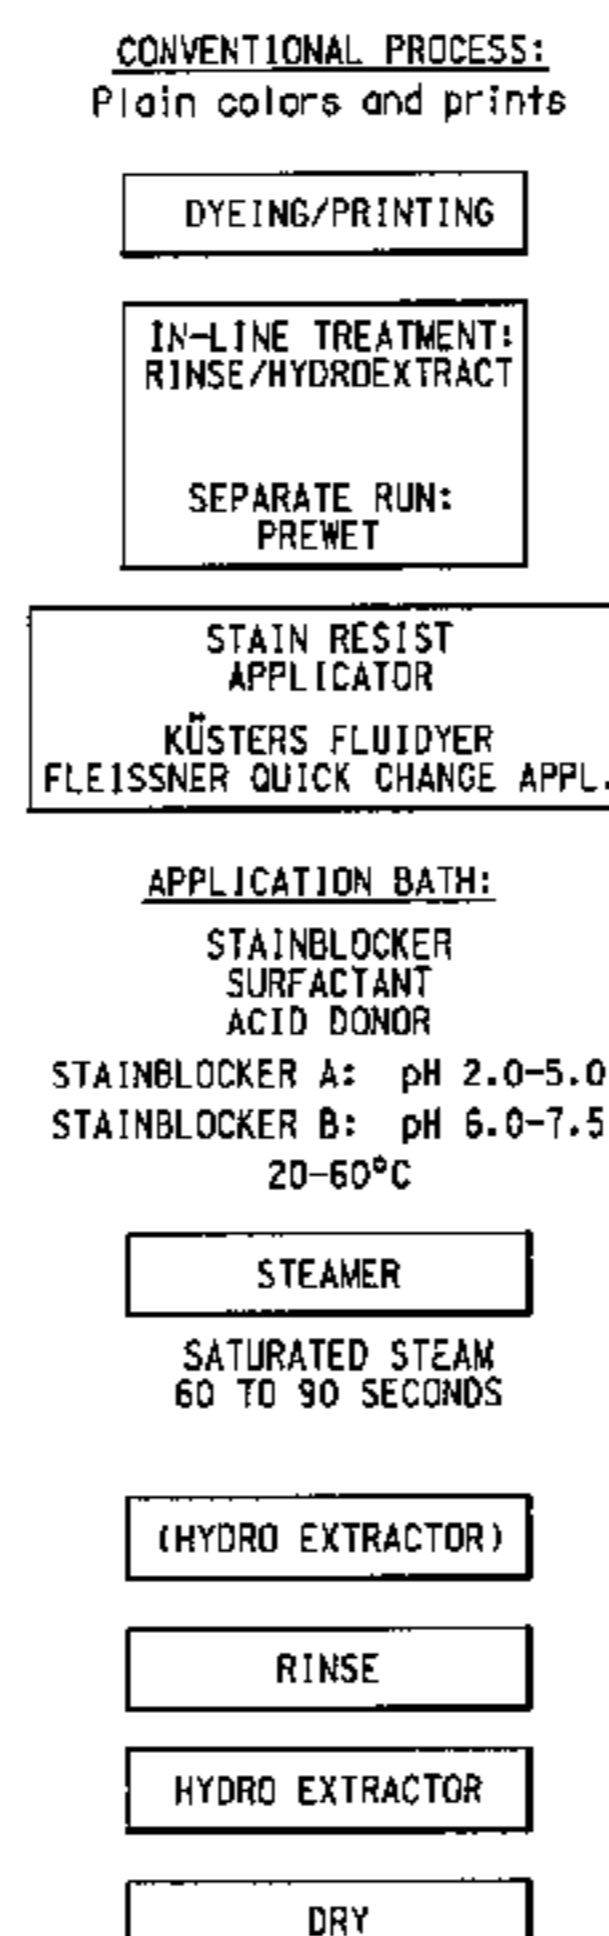 CONVENTIONAL PROCESS:
Plain colors and prints
DYEING/PRINTING
IN-LINE TREATMENT:
RINSE/HYDROEXTRACT
SEPARATE RUN:
PREWET
STAIN RESIST
APPLICATOR
KÜSTERS FLUIDYER
FLEISSNER QUICK CHANGE APPL.
APPLICATION BATH:
STAINBLOCKER
SURFACTANT
ACID DONOR
STAINBLOCKER A: pH 2.0-5.0
STAINBLOCKER B: pH 6.0-7.5
20-60°C
STEAMER
SATURATED STEAM
60 TO 90 SECONDS
(HYDRO EXTRACTOR)
RINSE
HYDRO EXTRACTOR
DRY